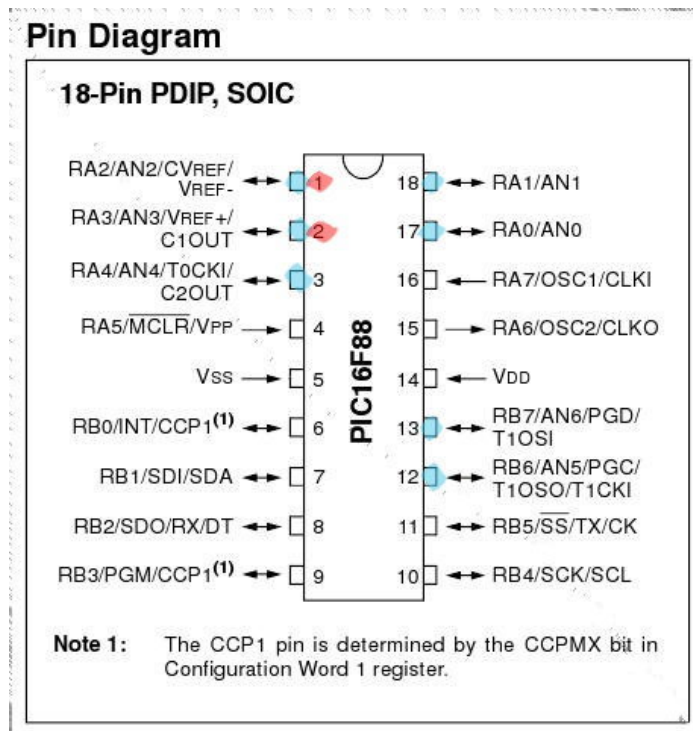 Pin Diagram
18-Pin PDIP, SOIC
RA2/AN2/CVREF/
VREF-
1
18
RA1/AN1
RA3/AN3/VREF+/
C1OUT
2
17
RA0/AN0
RA4/AN4/T0CKI/
C2OUT
3
16
RA7/OSC1/CLKI
RA5/MCLR/VPP
4
15
RA6/OSC2/CLKO
VSS
5
14
VDD
RB0/INT/CCP1(1)
6
13
RB7/AN6/PGD/
T1OSI
RB1/SDI/SDA
7
12
RB6/AN5/PGC/
T1OSO/T1CKI
RB2/SDO/RX/DT
8
11
RB5/SS/TX/CK
RB3/PGM/CCP1(1)
9
10
RB4/SCK/SCL
PIC16F88
Note 1: The CCP1 pin is determined by the CCPMX bit in
Configuration Word 1 register.